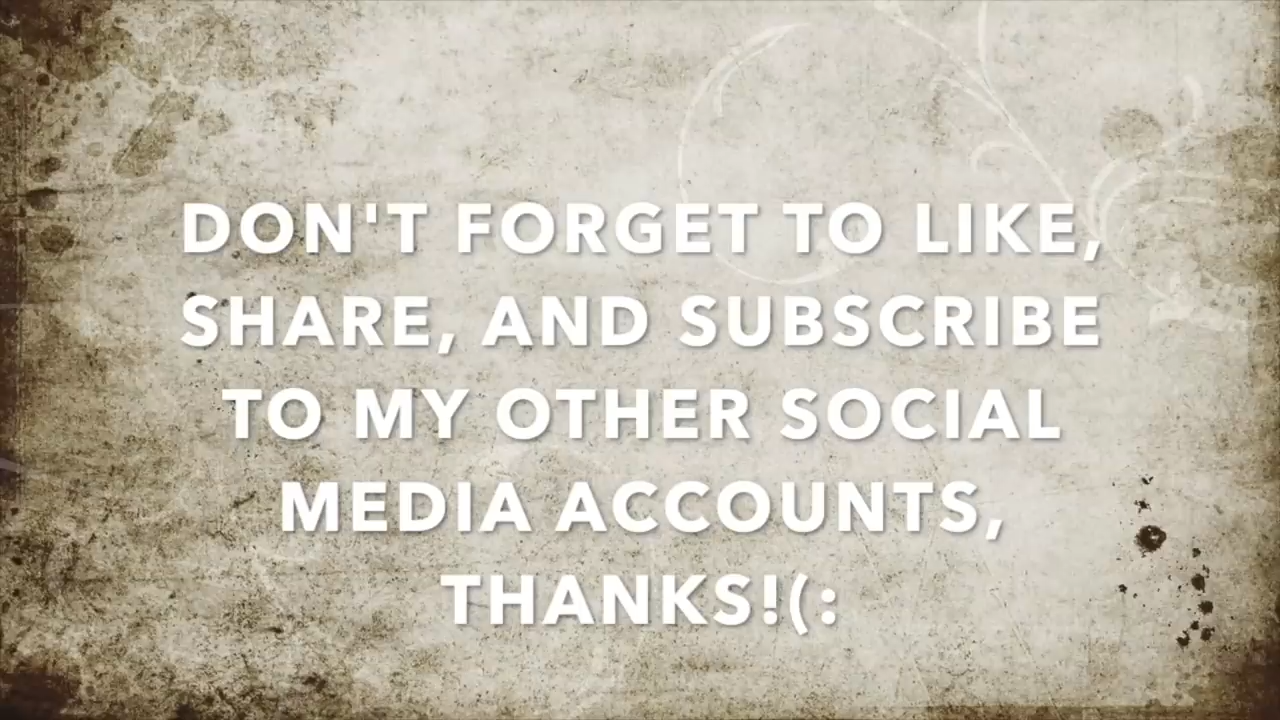 DON'T FORGET TO LIKE,
SHARE, AND SUBSCRIBE
TO MY OTHER SOCIAL
MEDIA ACCOUNTS,
THANKS!(: